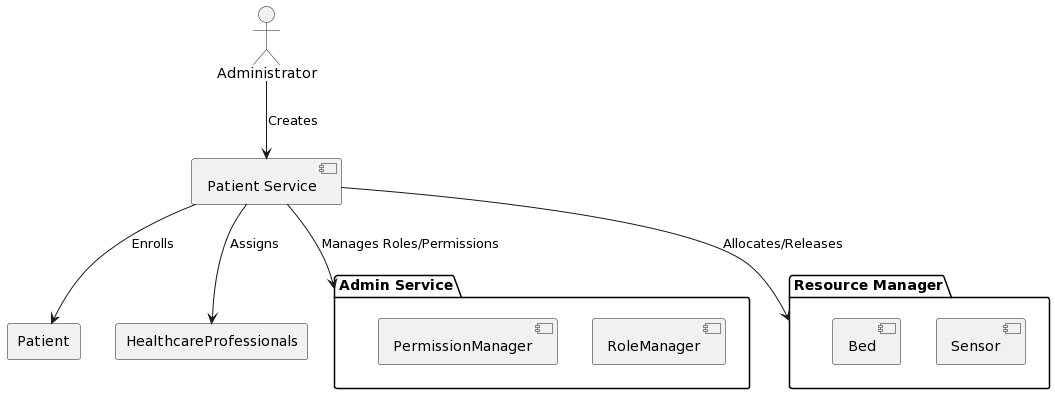 Administrator
Creates
Patient Service
Enrolls
Assigns
Manages Roles/Permissions
Allocates/Releases
Admin Service
Resource Manager
Patient
HealthcareProfessionals
PermissionManager
RoleManager
Bed
Sensor